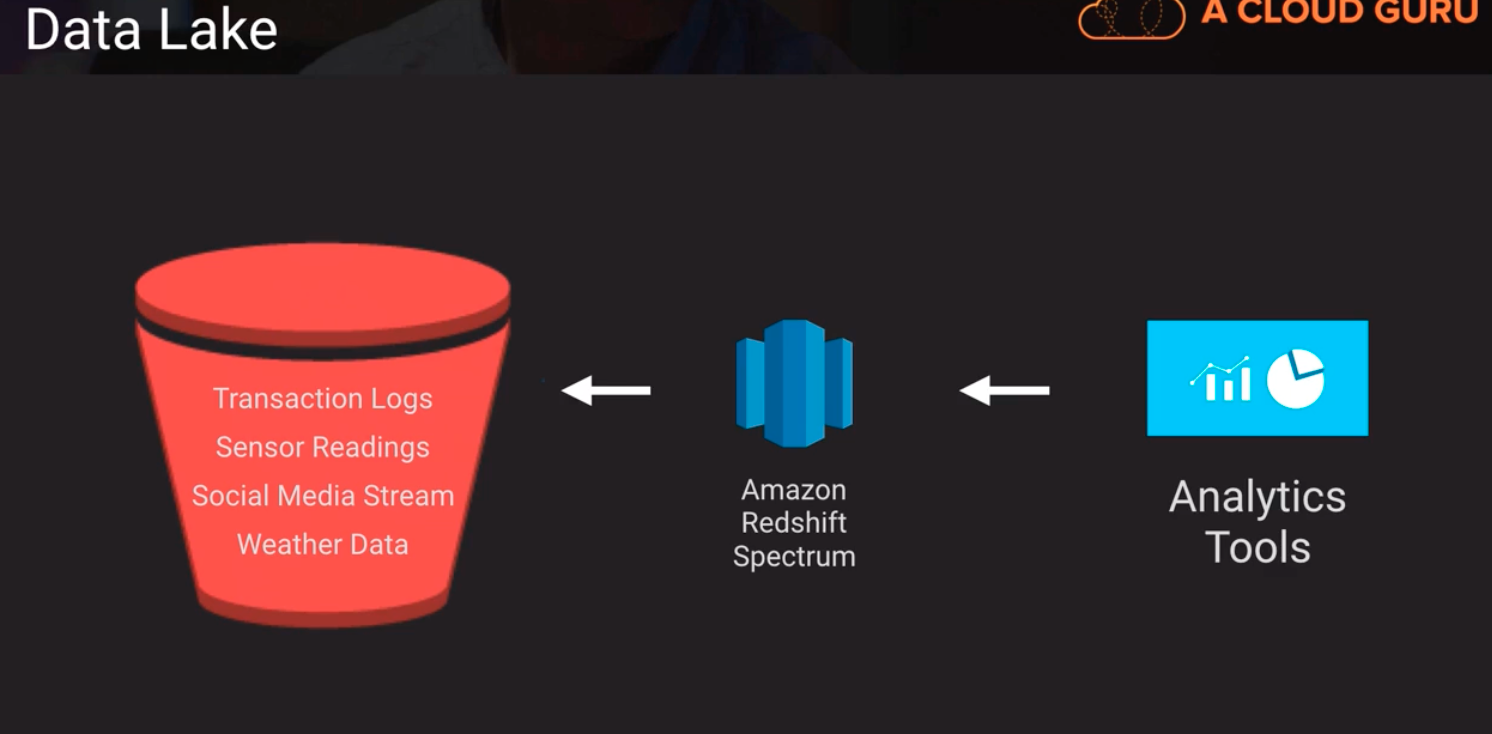 Data Lake
A CLOUD GURU
Transaction Logs
Sensor Readings
Social Media Stream
Weather Data
Amazon
Redshift
Spectrum
Analytics
Tools